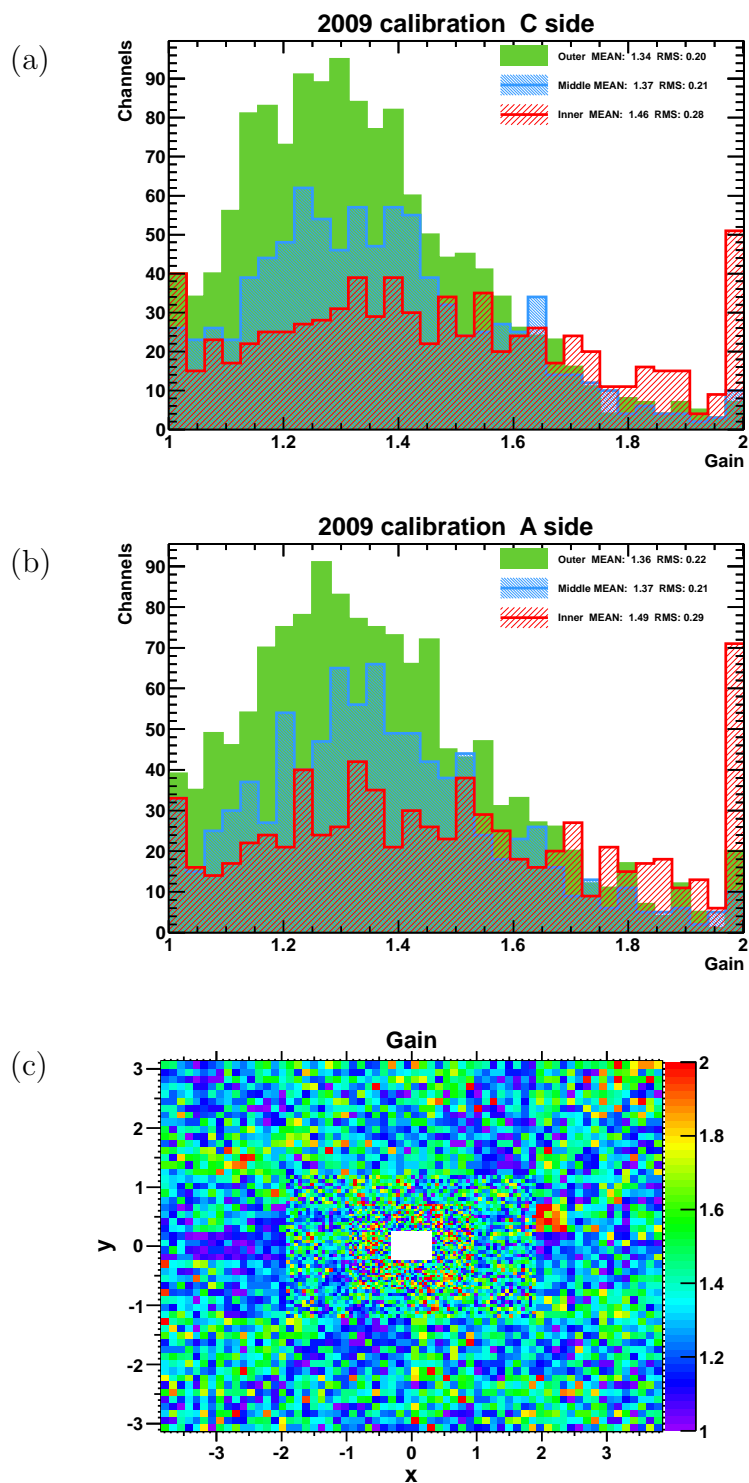 (a)
2009 calibration C side
Channels
90
80
70
60
50
40
30
20
10
0
Outer MEAN: 1.34 RMS: 0.20
Middle MEAN: 1.37 RMS: 0.21
Inner MEAN: 1.46 RMS: 0.28
1 1.2 1.4 1.6 1.8 2
Gain
(b)
2009 calibration A side
Channels
90
80
70
60
50
40
30
20
10
0
Outer MEAN: 1.36 RMS: 0.22
Middle MEAN: 1.37 RMS: 0.21
Inner MEAN: 1.49 RMS: 0.29
1 1.2 1.4 1.6 1.8 2
Gain
(c)
Gain
y
3
2
1
0
-1
-2
-3
-3 -2 -1 0 1 2 3
x
2
1.8
1.6
1.4
1.2
1